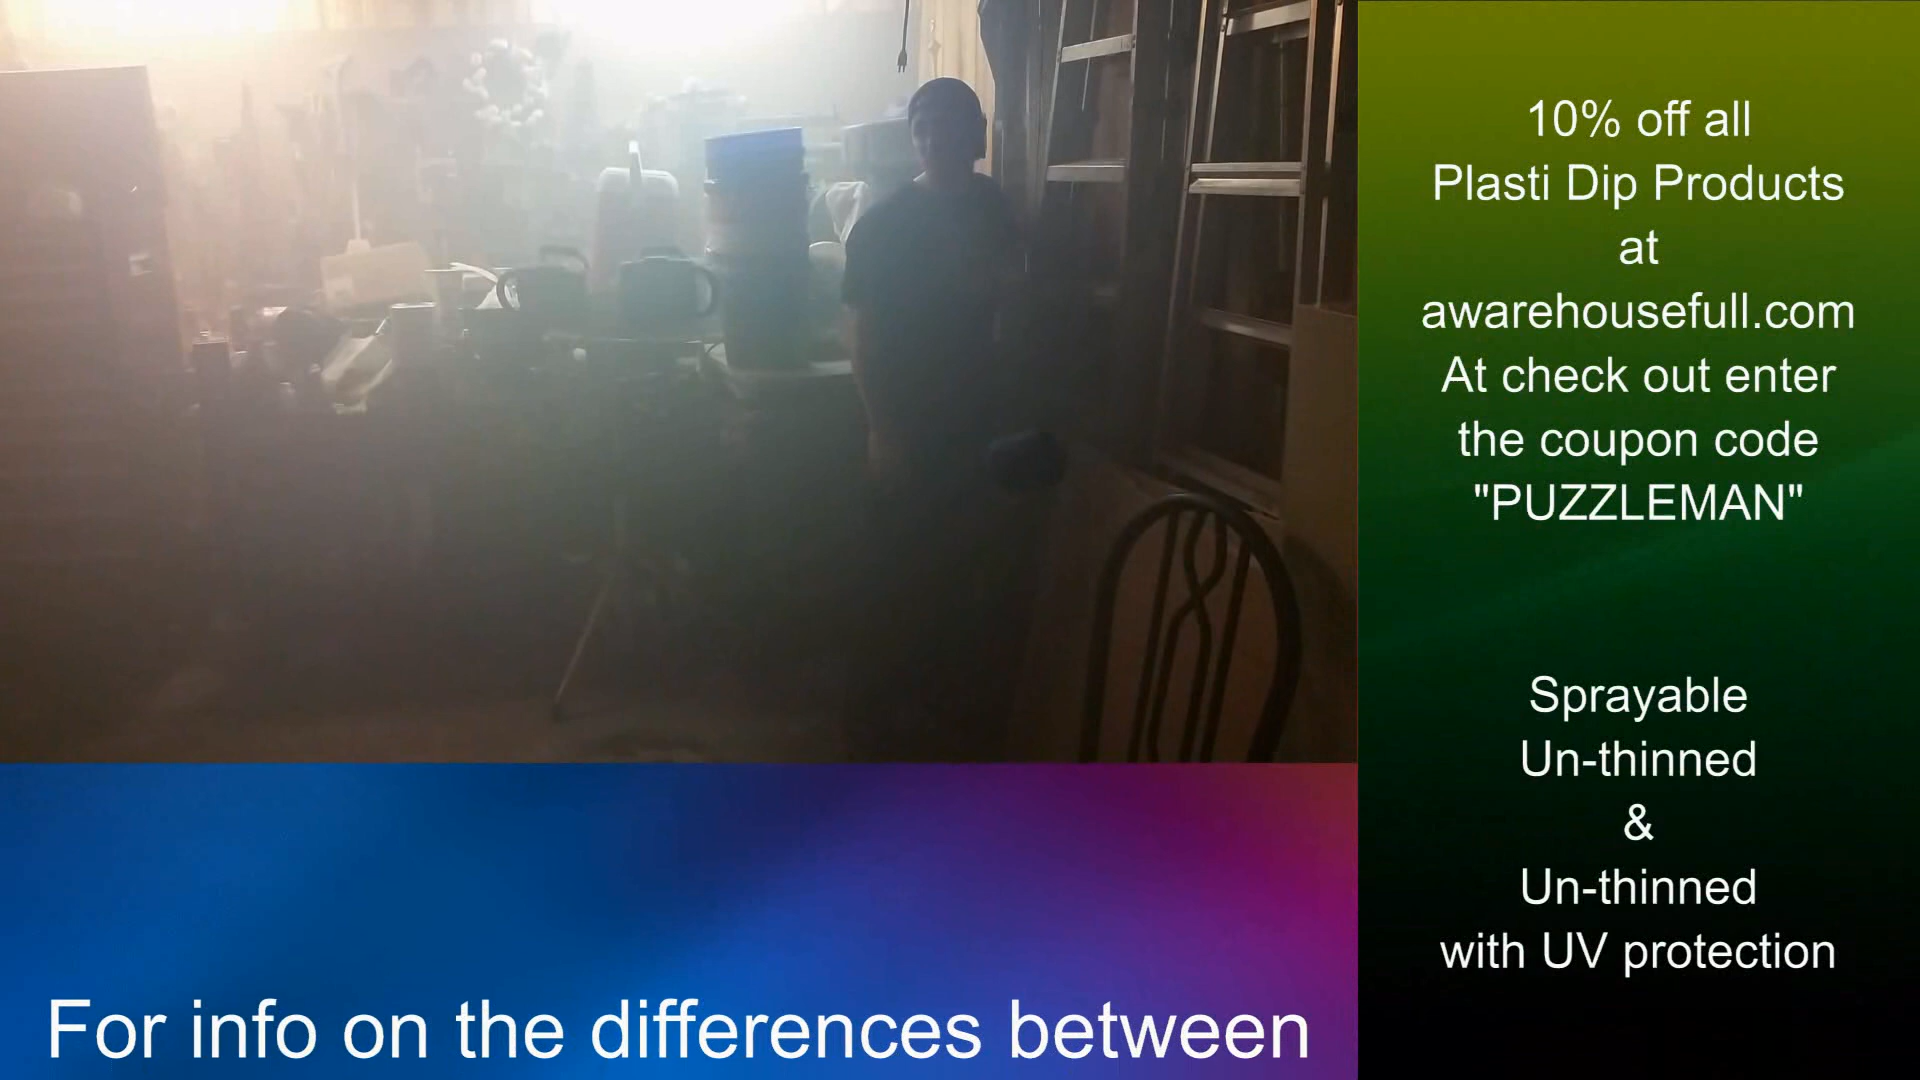 10% off all
Plasti Dip Products
at
awarehousefull.com
At check out enter
the coupon code
"PUZZLEMAN"
Sprayable
Un-thinned
&
Un-thinned
with UV protection
For info on the differences between